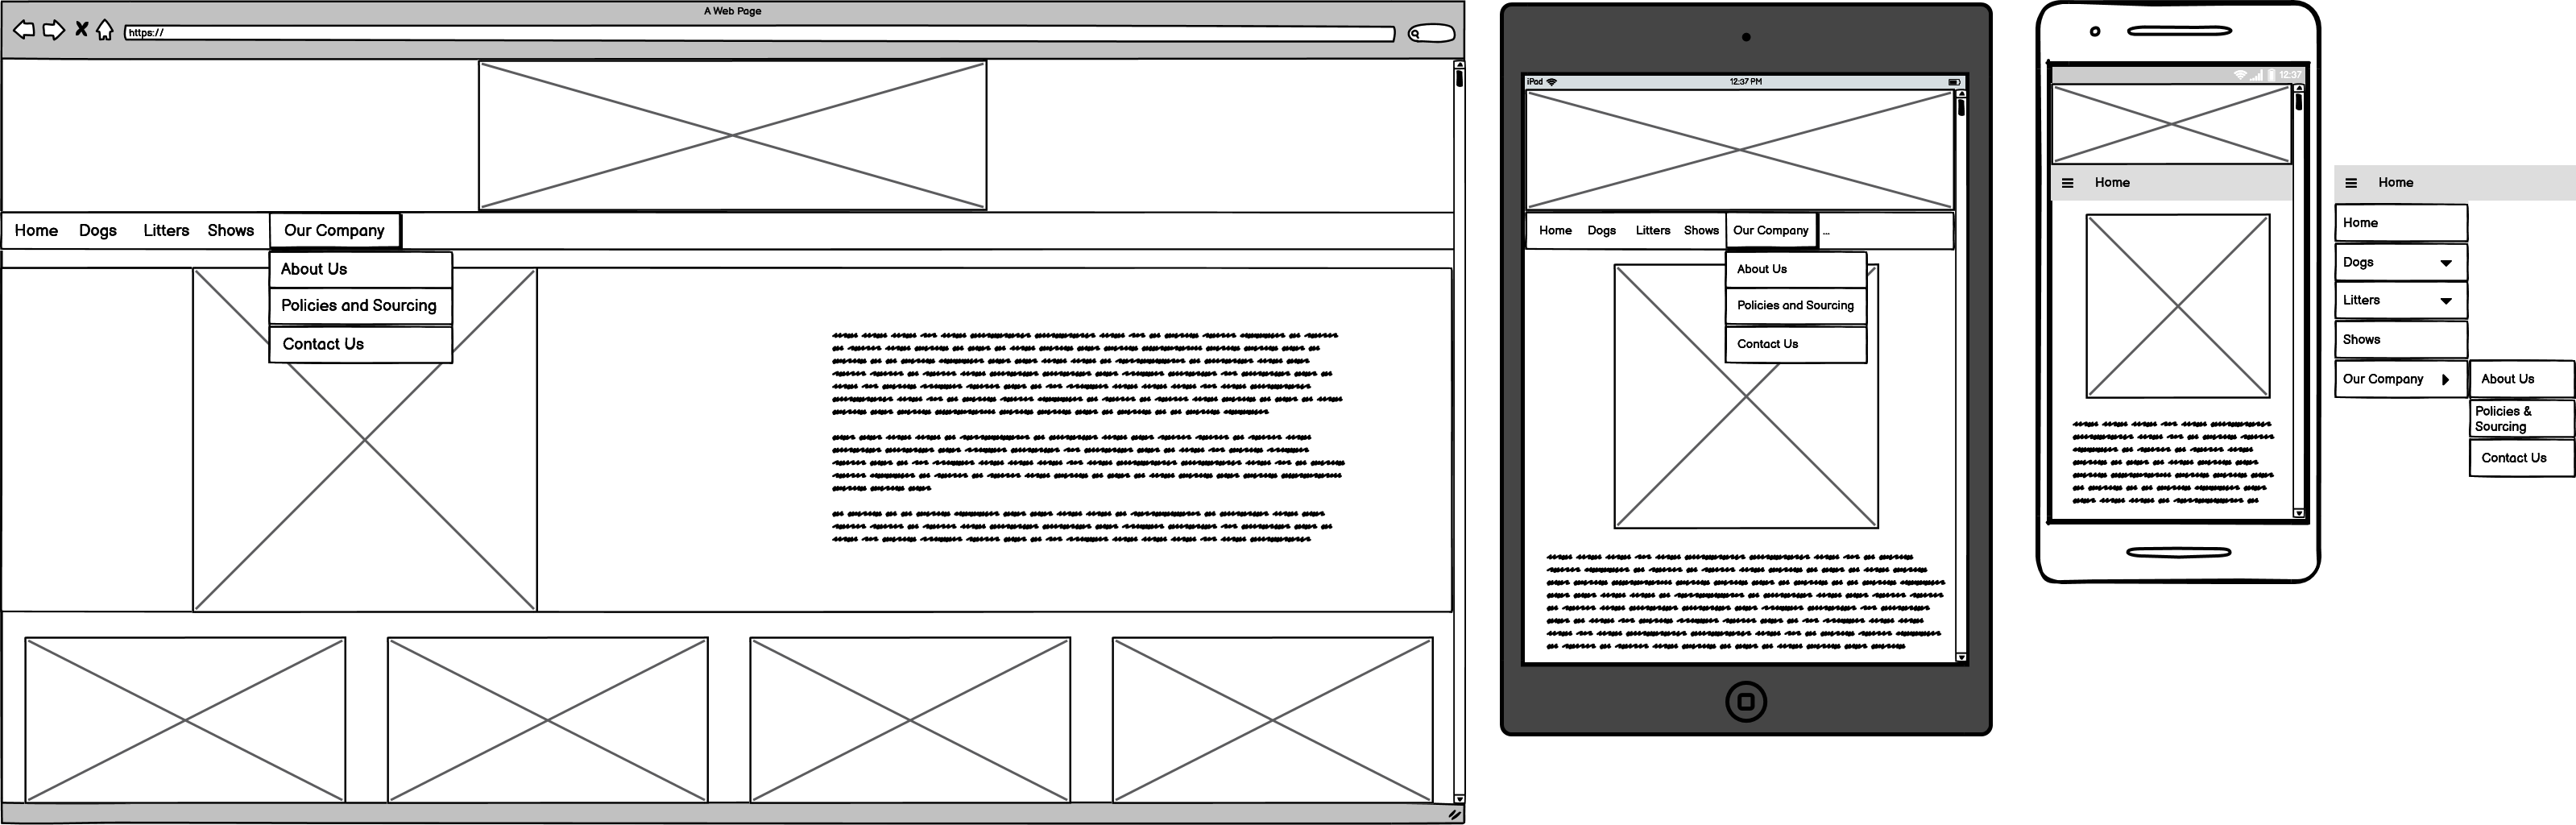 A Web Page
https://
Home Dogs Litters Shows Our Company
About Us
Policies and Sourcing
Contact Us
iPad 12:37 PM
Home Dogs Litters Shows Our Company ...
About Us
Policies and Sourcing
Contact Us
12:37
Home
Home
Home
Dogs
Litters
Shows
Our Company
About Us
Policies &
Sourcing
Contact Us